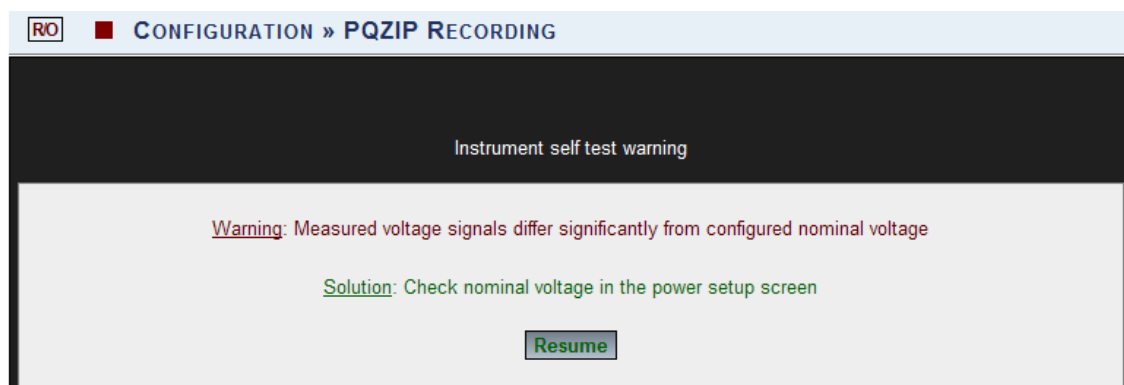 R/O
CONFIGURATION » PQZIP RECORDING
Instrument self test warning
Warning: Measured voltage signals differ significantly from configured nominal voltage
Solution: Check nominal voltage in the power setup screen
Resume